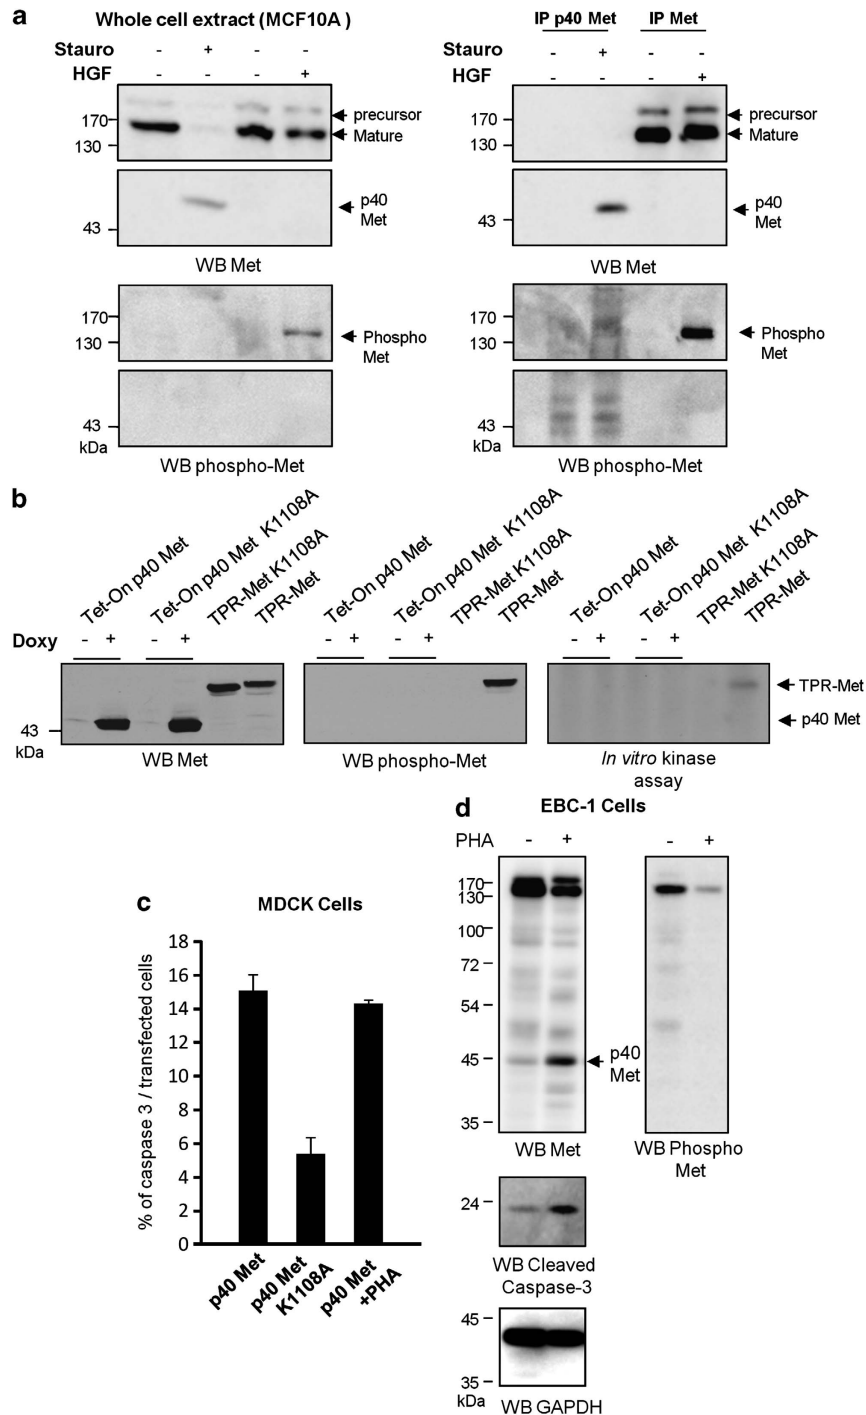 a
Whole cell extract (MCF10A )
Stauro - + - -
HGF - - - +
170
130
precursor
Mature
43
p40
Met
WB Met
170
130
Phospho
Met
43
kDa
WB phospho-Met
IP p40 Met IP Met
- + - -
- - - +
170
130
precursor
Mature
43
p40
Met
WB Met
170
130
Phospho
Met
43
kDa
WB phospho-Met
b
Tet-On p40 Met
Tet-On p40 Met K1108A
TPR-Met K1108A
TPR-Met
Tet-On p40 Met
Tet-On p40 Met K1108A
TPR-Met K1108A
TPR-Met
Tet-On p40 Met
Tet-On p40 Met K1108A
TPR-Met K1108A
TPR-Met
Doxy - + - + - + - + - + - +
TPR-Met
p40 Met
43
kDa
WB Met
WB phospho-Met
In vitro kinase
assay
c
MDCK Cells
% of caspase 3 / transfected cells
18
16
14
12
10
8
6
4
2
0
p40 Met
p40 Met
K1108A
p40 Met
+PHA
d
EBC-1 Cells
PHA - + - +
170
130
100
72
54
45
35
p40
Met
WB Met
WB Phospho
Met
24
WB Cleaved
Caspase-3
45
35
kDa
WB GAPDH